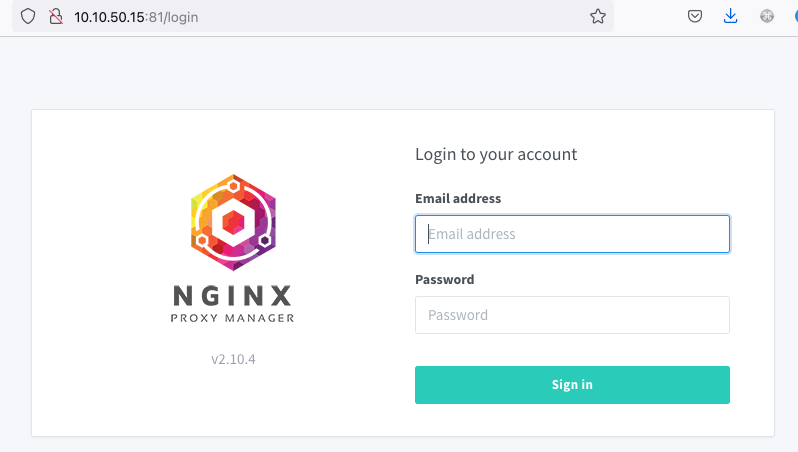 10.10.50.15:81/login
NGINX
PROXY MANAGER
v2.10.4
Login to your account
Email address
Email address
Password
Password
Sign in